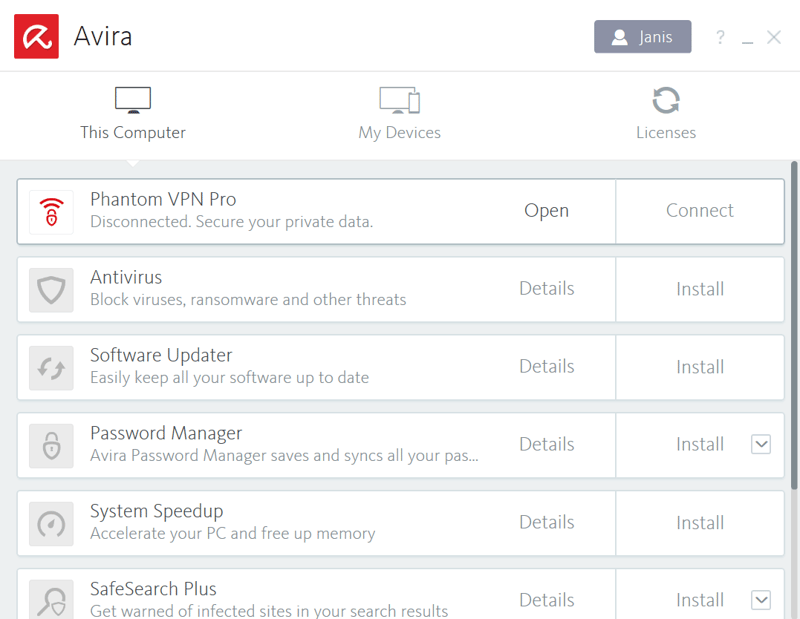 Avira
Janis
?
This Computer
My Devices
Licenses
Phantom VPN Pro
Disconnected. Secure your private data.
Open
Connect
Antivirus
Block viruses, ransomware and other threats
Details
Install
Software Updater
Easily keep all your software up to date
Details
Install
Password Manager
Avira Password Manager saves and syncs all your pas...
Details
Install
System Speedup
Accelerate your PC and free up memory
Details
Install
SafeSearch Plus
Get warned of infected sites in your search results
Details
Install